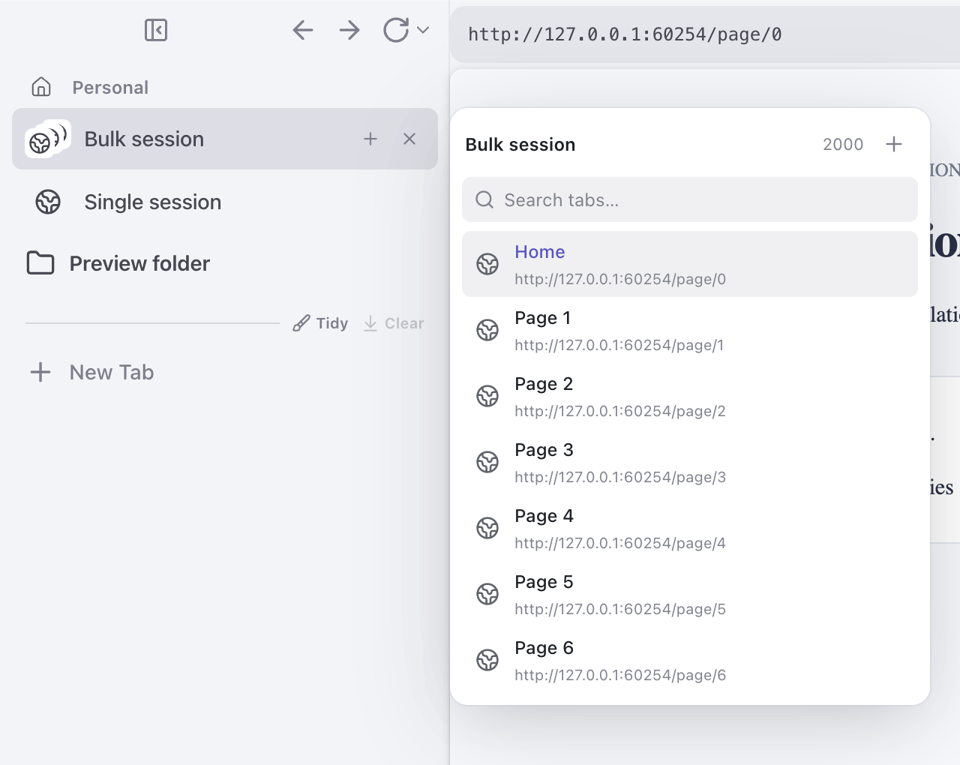 http://127.0.0.1:60254/page/0
Personal
Bulk session
Single session
Preview folder
Tidy
Clear
New Tab
Bulk session
2000
Search tabs...
Home
http://127.0.0.1:60254/page/0
Page 1
http://127.0.0.1:60254/page/1
Page 2
http://127.0.0.1:60254/page/2
Page 3
http://127.0.0.1:60254/page/3
Page 4
http://127.0.0.1:60254/page/4
Page 5
http://127.0.0.1:60254/page/5
Page 6
http://127.0.0.1:60254/page/6